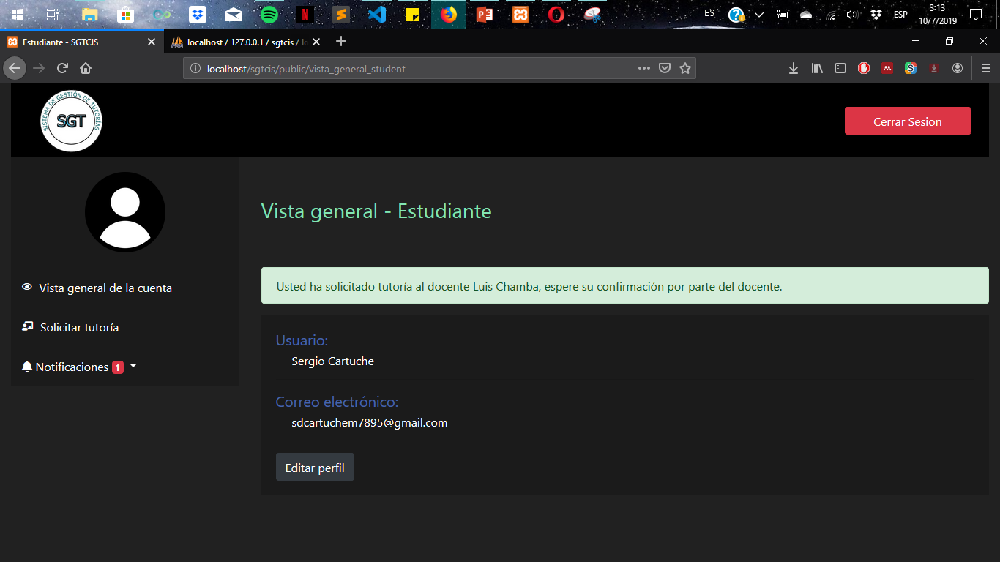 ES
ESP
3:13
10/7/2019
Estudiante - SGTCIS
localhost / 127.0.0.1 / sgtcis / lo
localhost/sgtcis/public/vista_general_student
SISTEMA DE GESTIÓN DE TUTORÍAS
SGT
Cerrar Sesion
Vista general - Estudiante
Usted ha solicitado tutoría al docente Luis Chamba, espere su confirmación por parte del docente.
Vista general de la cuenta
Solicitar tutoría
Notificaciones 1
Usuario:
Sergio Cartuche
Correo electrónico:
sdcartuchem7895@gmail.com
Editar perfil